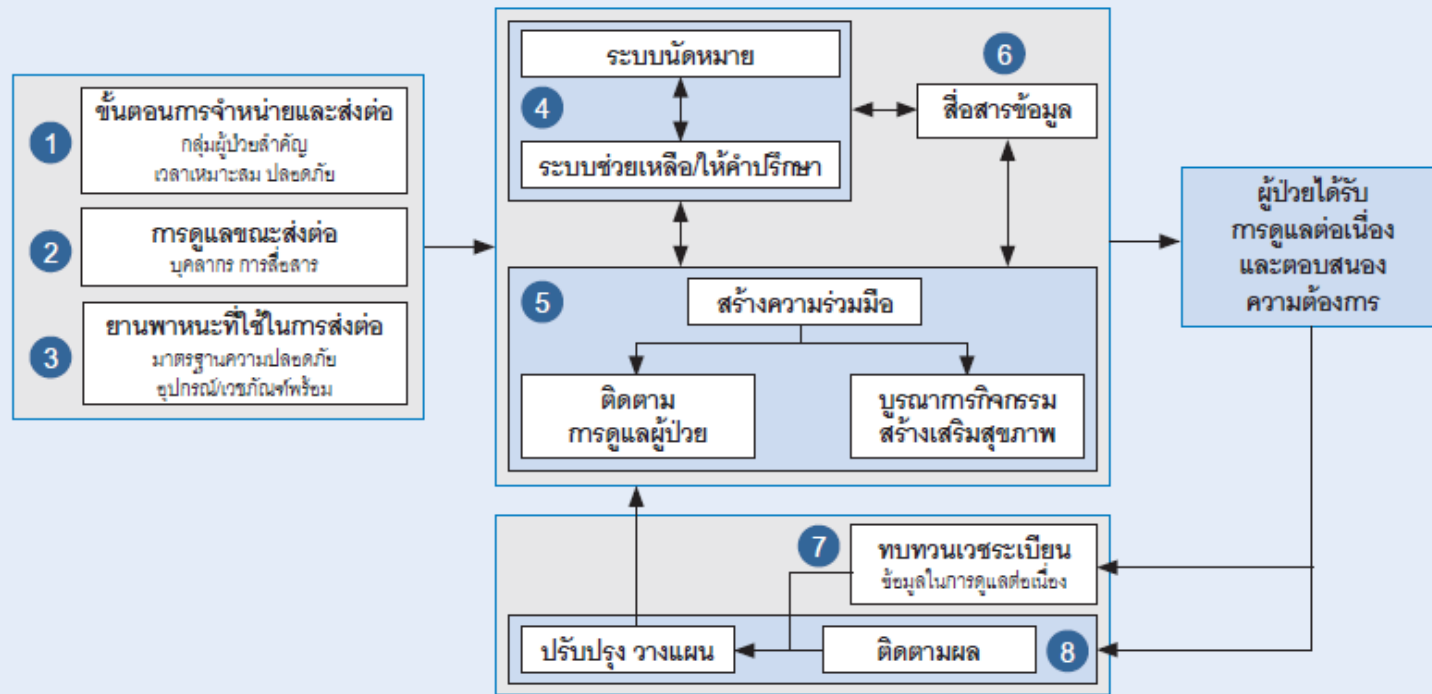 1
ขั้นตอนการจำหน่ายและส่งต่อ
กลุ่มผู้ป่วยสำคัญ
เวลาเหมาะสม ปลอดภัย
2
การดูแลขณะส่งต่อ
บุคลากร การสื่อสาร
3
ยานพาหนะที่ใช้ในการส่งต่อ
มาตรฐานความปลอดภัย
อุปกรณ์/เวชภัณฑ์พร้อม
ระบบนัดหมาย
4
ระบบช่วยเหลือ/ให้คำปรึกษา
6
สื่อสารข้อมูล
5
สร้างความร่วมมือ
ติดตาม
การดูแลผู้ป่วย
บูรณาการกิจกรรม
สร้างเสริมสุขภาพ
ผู้ป่วยได้รับ
การดูแลต่อเนื่อง
และตอบสนอง
ความต้องการ
7
ทบทวนเวชระเบียน
ข้อมูลในการดูแลต่อเนื่อง
ปรับปรุง วางแผน
ติดตามผล
8